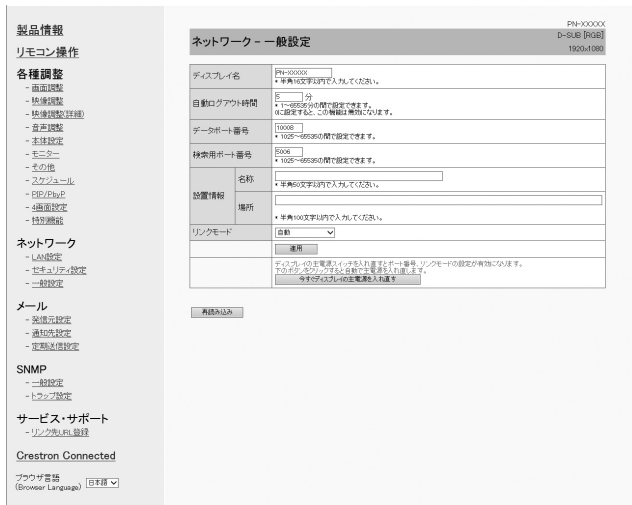 製品情報
リモコン操作
各種調整
- 画面調整
- 映像調整
- 映像調整(詳細)
- 音声調整
- 本体設定
- モニター
- その他
- スケジュール
- PIP/PbyP
- 4画面設定
- 特別機能
ネットワーク
- LAN設定
- セキュリティ設定
- 一般設定
メール
- 発信元設定
- 通知先設定
- 定期送信設定
SNMP
- 一般設定
- トラップ設定
サービス・サポート
- リンク先URL登録
Crestron Connected
ブラウザ言語
(Browser Language) 日本語
PN-XXXXX
ネットワーク – 一般設定
D-SUB [RGB]
1920x1080
ディスプレイ名
PN-XXXXX
* 半角16文字以内で入力してください。
自動ログアウト時間
5 分
* 1~65535分の間で設定できます。
0に設定すると、この機能は無効になります。
データポート番号
10008
* 1025~65535の間で設定できます。
検索用ポート番号
5006
* 1025~65535の間で設定できます。
設置情報
名称
* 半角50文字以内で入力してください。
場所
* 半角100文字以内で入力してください。
リンクモード
自動
適用
ディスプレイの主電源スイッチを入れ直すとポート番号、リンクモードの設定が有効になります。
下のボタンをクリックすると自動で主電源を入れ直します。
今すぐディスプレイの主電源を入れ直す
再読み込み